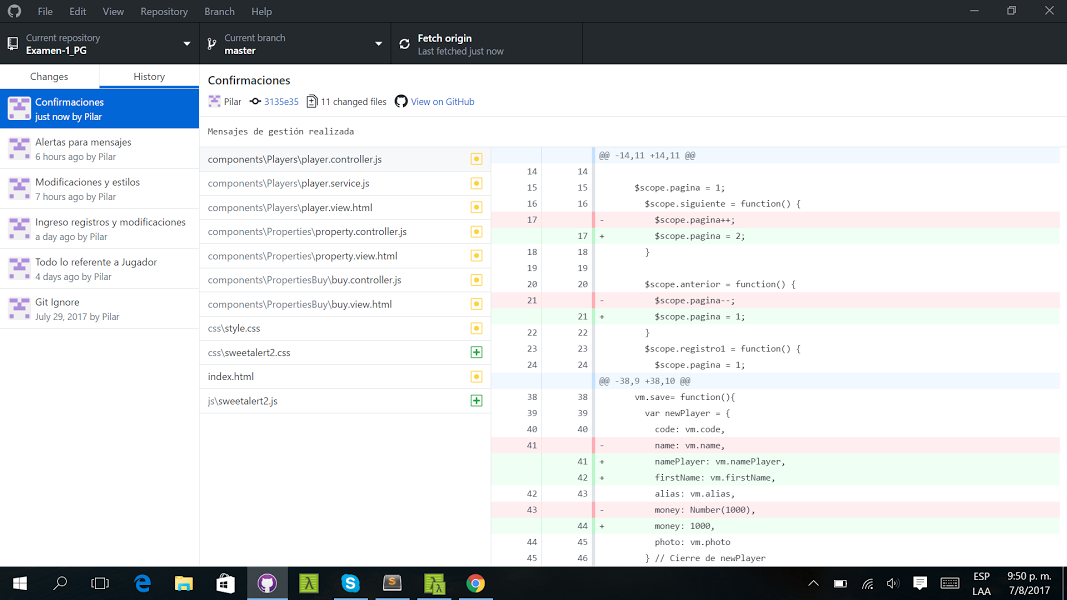 File Edit View Repository Branch Help
Current repository
Examen-1_PG
Current branch
master
Fetch origin
Last fetched just now
Changes History
Confirmaciones
just now by Pilar
Alertas para mensajes
6 hours ago by Pilar
Modificaciones y estilos
7 hours ago by Pilar
Ingreso registros y modificaciones
a day ago by Pilar
Todo lo referente a Jugador
4 days ago by Pilar
Git Ignore
July 29, 2017 by Pilar
Confirmaciones
Pilar 3135e35 11 changed files View on GitHub
Mensajes de gestión realizada
components\Players\player.controller.js
components\Players\player.service.js
components\Players\player.view.html
components\Properties\property.controller.js
components\Properties\property.view.html
components\PropertiesBuy\buy.controller.js
components\PropertiesBuy\buy.view.html
css\style.css
css\sweetalert2.css
index.html
js\sweetalert2.js
@@ -14,11 +14,11 @@
14 14
15 15 $scope.pagina = 1;
16 16 $scope.siguiente = function() {
17 - $scope.pagina++;
17 + $scope.pagina = 2;
18 18 }
19 19
20 20 $scope.anterior = function() {
21 - $scope.pagina--;
21 + $scope.pagina = 1;
22 22 }
23 23 $scope.registro1 = function() {
24 24 $scope.pagina = 1;
@@ -38,9 +38,10 @@
38 38 vm.save= function(){
39 39 var newPlayer = {
40 40 code: vm.code,
41 - name: vm.name,
41 + namePlayer: vm.namePlayer,
42 + firstName: vm.firstName,
42 43 alias: vm.alias,
43 - money: Number(1000),
44 + money: 1000,
44 45 photo: vm.photo
45 46 } // Cierre de newPlayer
ESP
LAA
9:50 p. m.
7/8/2017